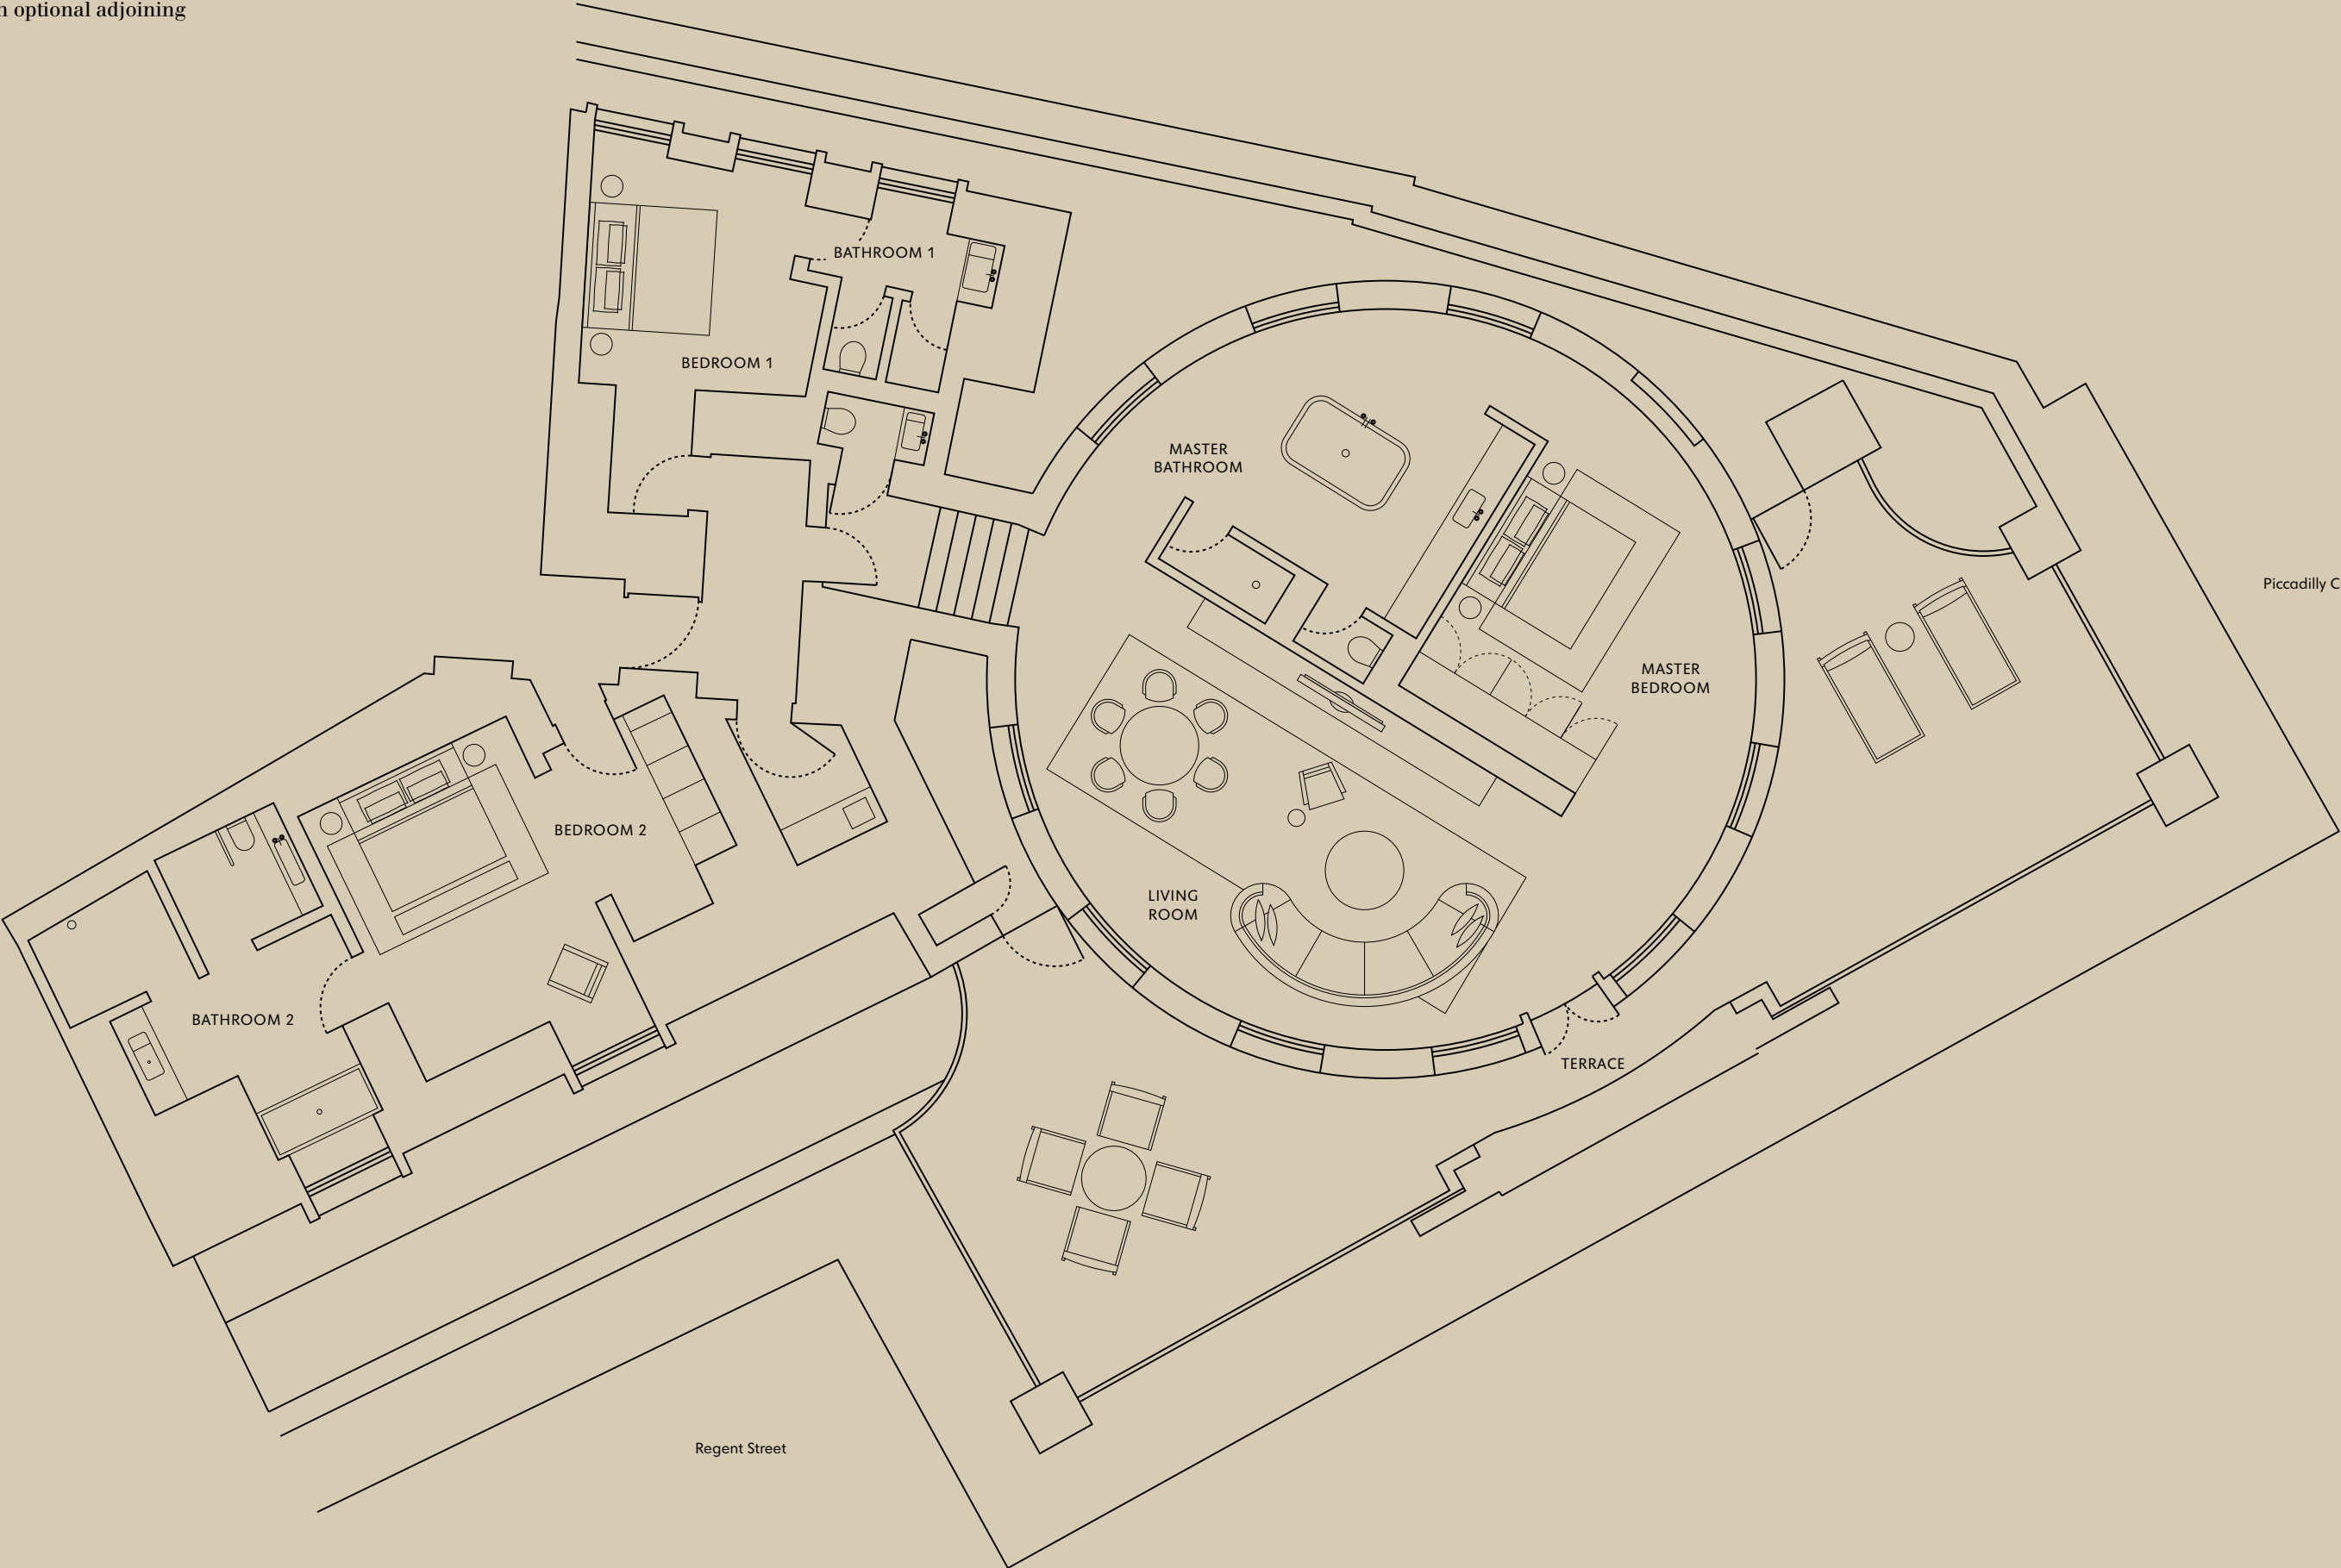 optional adjoining
BATHROOM 1
BEDROOM 1
MASTER
BATHROOM
MASTER
BEDROOM
Piccadilly
BEDROOM 2
LIVING
ROOM
BATHROOM 2
TERRACE
Regent Street